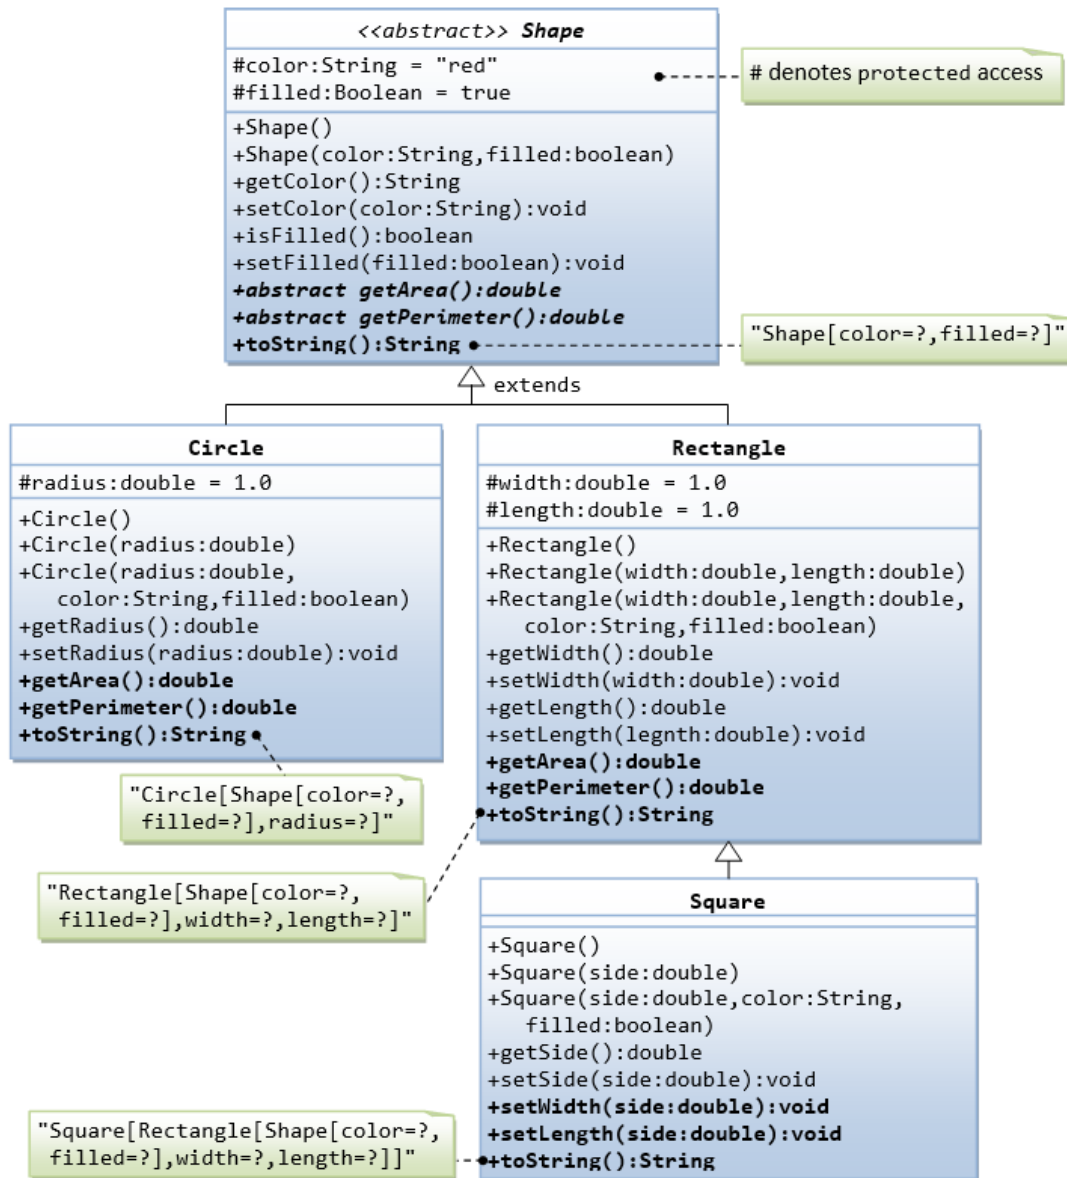 <<abstract>> Shape
#color:String = "red"
#filled:Boolean = true
# denotes protected access
+Shape()
+Shape(color:String,filled:boolean)
+getColor():String
+setColor(color:String):void
+isFilled():boolean
+setFilled(filled:boolean):void
+abstract getArea():double
+abstract getPerimeter():double
+toString():String
"Shape[color=?,filled=?]"
extends
Circle
#radius:double = 1.0
+Circle()
+Circle(radius:double)
+Circle(radius:double,
color:String,filled:boolean)
+getRadius():double
+setRadius(radius:double):void
+getArea():double
+getPerimeter():double
+toString():String
"Circle[Shape[color=?,
filled=?],radius=?]"
Rectangle
#width:double = 1.0
#length:double = 1.0
+Rectangle()
+Rectangle(width:double,length:double)
+Rectangle(width:double,length:double,
color:String,filled:boolean)
+getWidth():double
+setWidth(width:double):void
+getLength():double
+setLength(legnth:double):void
+getArea():double
+getPerimeter():double
+toString():String
"Rectangle[Shape[color=?,
filled=?],width=?,length=?]"
Square
+Square()
+Square(side:double)
+Square(side:double,color:String,
filled:boolean)
+getSide():double
+setSide(side:double):void
+setWidth(side:double):void
+setLength(side:double):void
+toString():String
"Square[Rectangle[Shape[color=?,
filled=?],width=?,length=?]]"